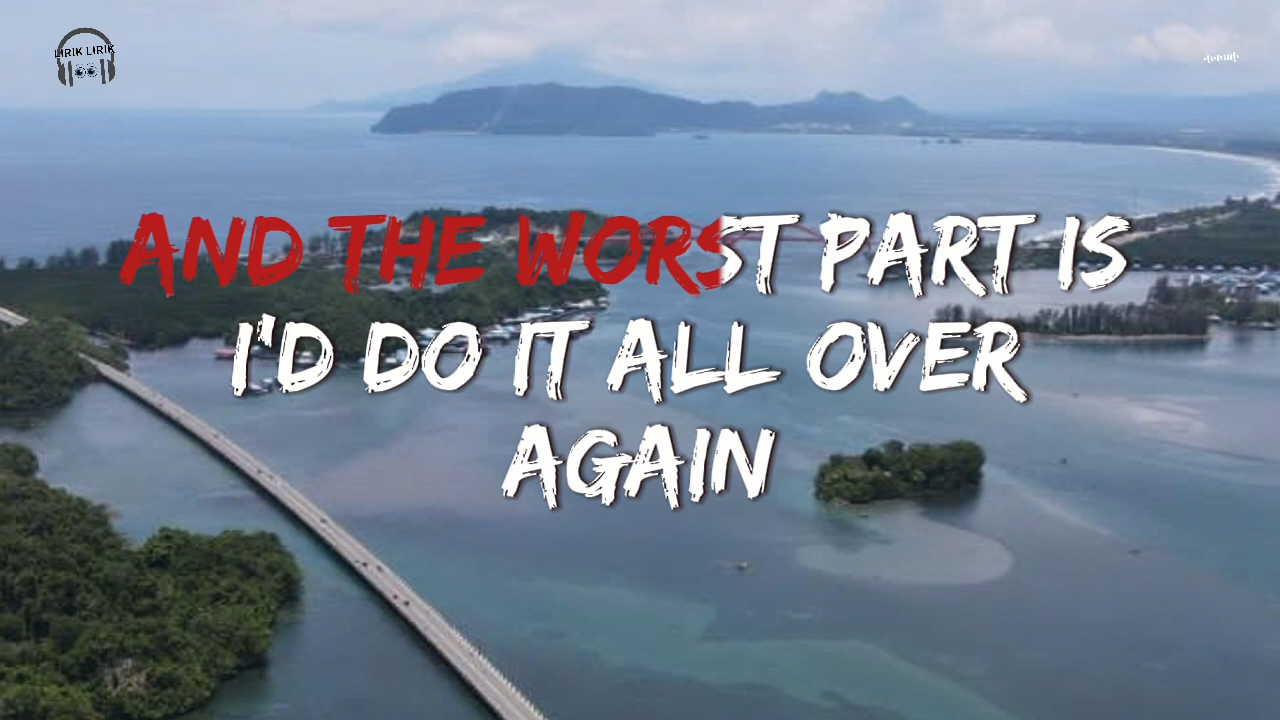 LIRIK LIRIK
AND THE WORST PART IS
I'D DO IT ALL OVER
AGAIN